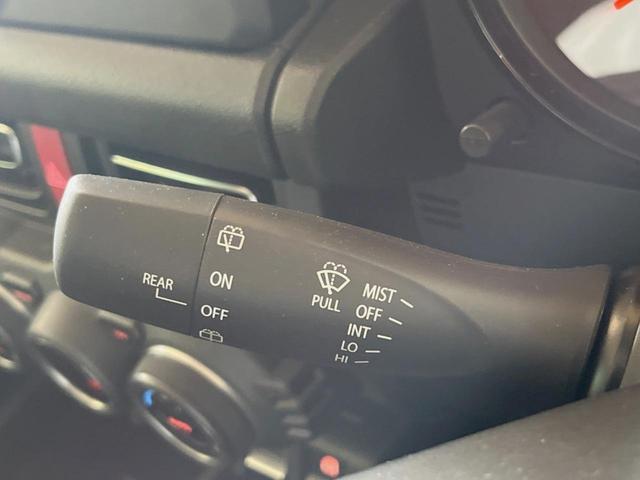 REAR
ON
OFF
PULL
MIST
OFF
INT
LO
HI